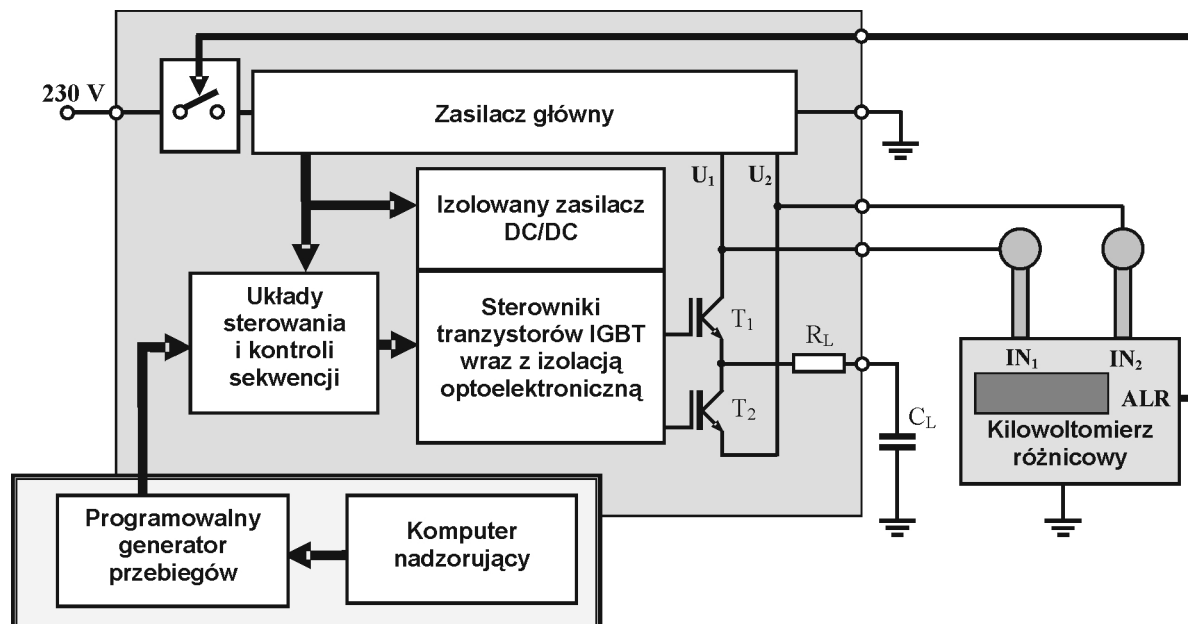 230 V
Zasilacz główny
U1
U2
Izolowany zasilacz
DC/DC
Układy
sterowania
i kontroli
sekwencji
Sterowniki
tranzystorów IGBT
wraz z izolacją
optoelektroniczną
T1
T2
RL
CL
IN1
IN2
ALR
Kilowoltomierz
różnicowy
Programowalny
generator
przebiegów
Komputer
nadzorujący